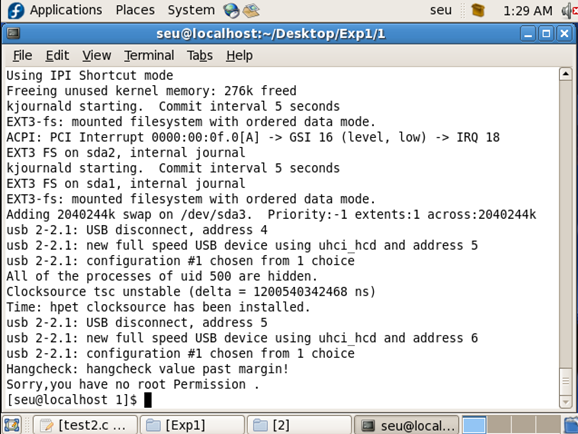 Applications Places System seu 1:29 AM
seu@localhost:~/Desktop/Exp1/1
File Edit View Terminal Tabs Help
Using IPI Shortcut mode
Freeing unused kernel memory: 276k freed
kjournald starting.  Commit interval 5 seconds
EXT3-fs: mounted filesystem with ordered data mode.
ACPI: PCI Interrupt 0000:00:0f.0[A] -> GSI 16 (level, low) -> IRQ 18
EXT3 FS on sda2, internal journal
kjournald starting.  Commit interval 5 seconds
EXT3 FS on sda1, internal journal
EXT3-fs: mounted filesystem with ordered data mode.
Adding 2040244k swap on /dev/sda3.  Priority:-1 extents:1 across:2040244k
usb 2-2.1: USB disconnect, address 4
usb 2-2.1: new full speed USB device using uhci_hcd and address 5
usb 2-2.1: configuration #1 chosen from 1 choice
All of the processes of uid 500 are hidden.
Clocksource tsc unstable (delta = 1200540342468 ns)
Time: hpet clocksource has been installed.
usb 2-2.1: USB disconnect, address 5
usb 2-2.1: new full speed USB device using uhci_hcd and address 6
usb 2-2.1: configuration #1 chosen from 1 choice
Hangcheck: hangcheck value past margin!
Sorry,you have no root Permission .
[seu@localhost 1]$
[test2.c ... [Exp1] [2] seu@local...